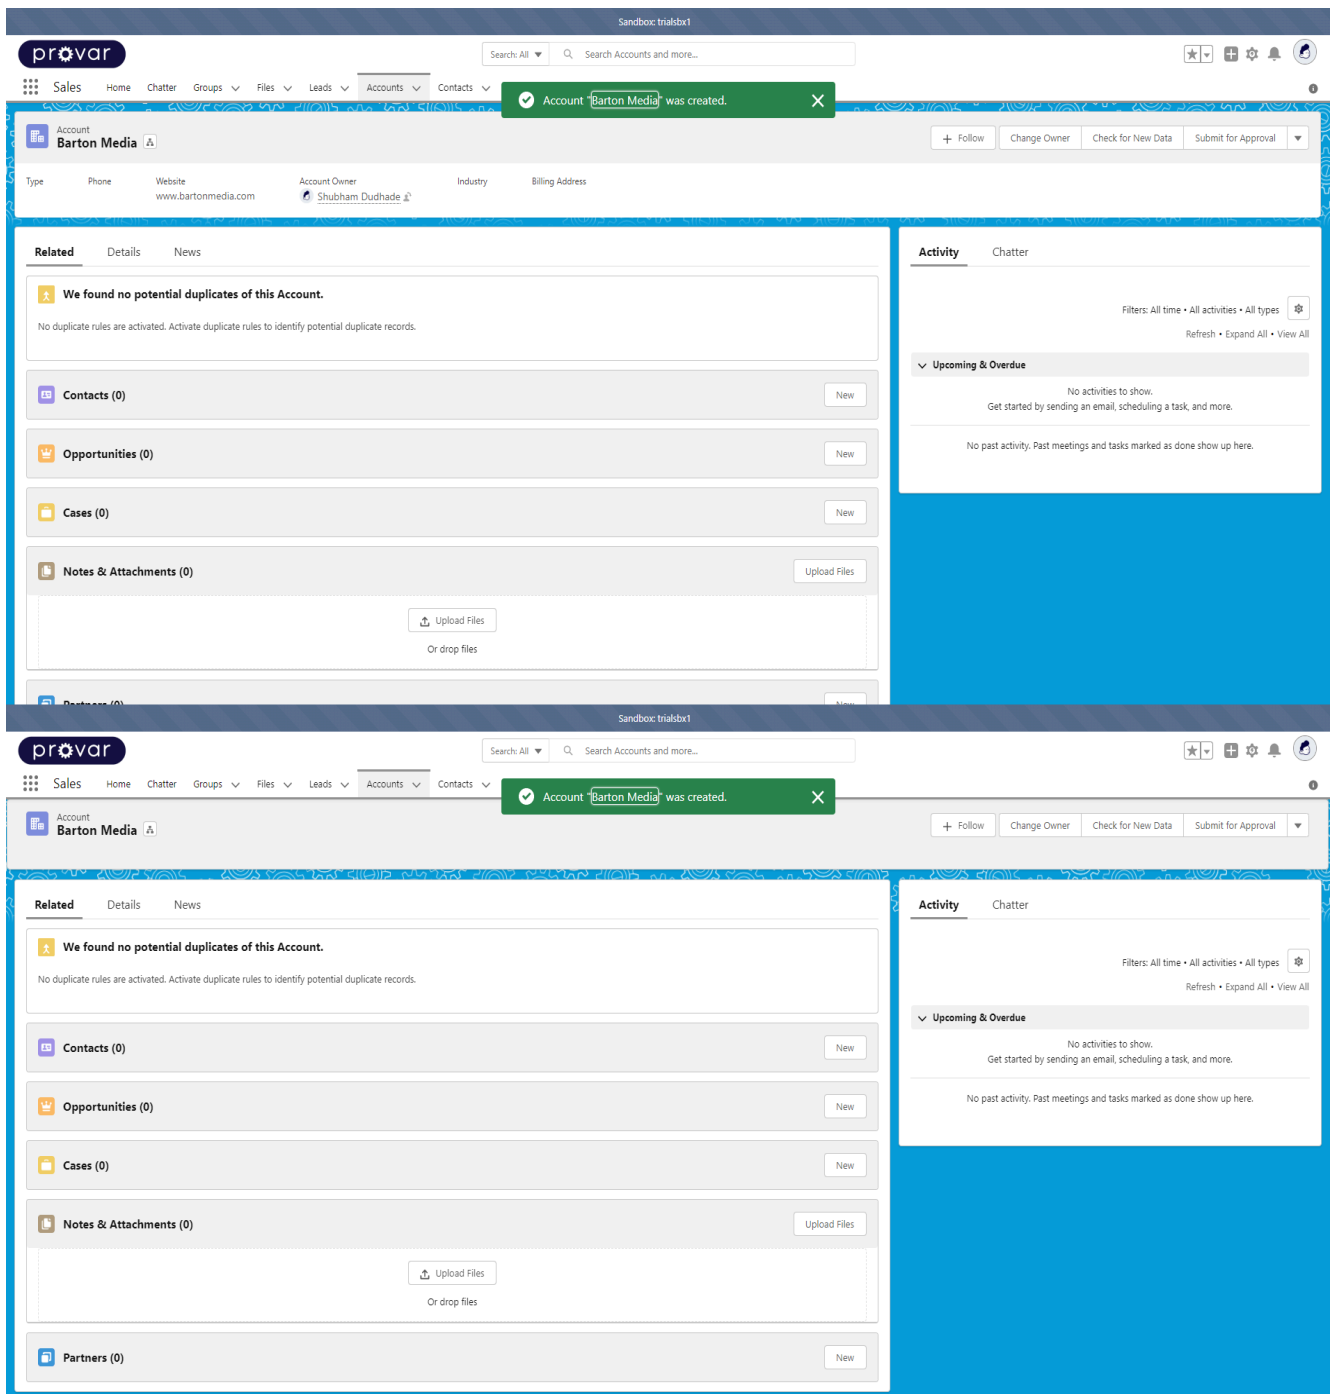 Sandbox: trialsbx1
provar
Search: All
Search Accounts and more...
Sales Home Chatter Groups Files Leads Accounts Contacts
Account "Barton Media" was created.
Account
Barton Media
Follow Change Owner Check for New Data Submit for Approval
Type Phone Website Account Owner Industry Billing Address
www.bartonmedia.com Shubham Dudhade
Related Details News
We found no potential duplicates of this Account.
No duplicate rules are activated. Activate duplicate rules to identify potential duplicate records.
Contacts (0) New
Opportunities (0) New
Cases (0) New
Notes & Attachments (0) Upload Files
Upload Files
Or drop files
Partners (0) New
Activity Chatter
Filters: All time • All activities • All types
Refresh • Expand All • View All
Upcoming & Overdue
No activities to show.
Get started by sending an email, scheduling a task, and more.
No past activity. Past meetings and tasks marked as done show up here.
Sandbox: trialsbx1
provar
Search: All
Search Accounts and more...
Sales Home Chatter Groups Files Leads Accounts Contacts
Account "Barton Media" was created.
Account
Barton Media
Follow Change Owner Check for New Data Submit for Approval
Related Details News
We found no potential duplicates of this Account.
No duplicate rules are activated. Activate duplicate rules to identify potential duplicate records.
Contacts (0) New
Opportunities (0) New
Cases (0) New
Notes & Attachments (0) Upload Files
Upload Files
Or drop files
Partners (0) New
Activity Chatter
Filters: All time • All activities • All types
Refresh • Expand All • View All
Upcoming & Overdue
No activities to show.
Get started by sending an email, scheduling a task, and more.
No past activity. Past meetings and tasks marked as done show up here.